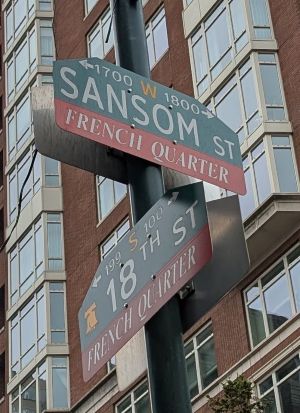 1700 W 1800
SANSOM ST
FRENCH QUARTER
199 S 100
18 TH ST
FRENCH QUARTER